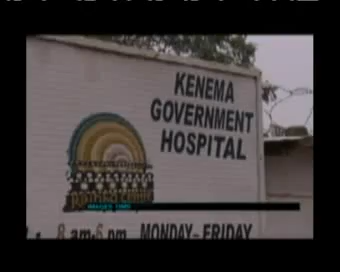 KENEMA
GOVERNMENT
HOSPITAL
8 am-6 pm MONDAY-FRIDAY